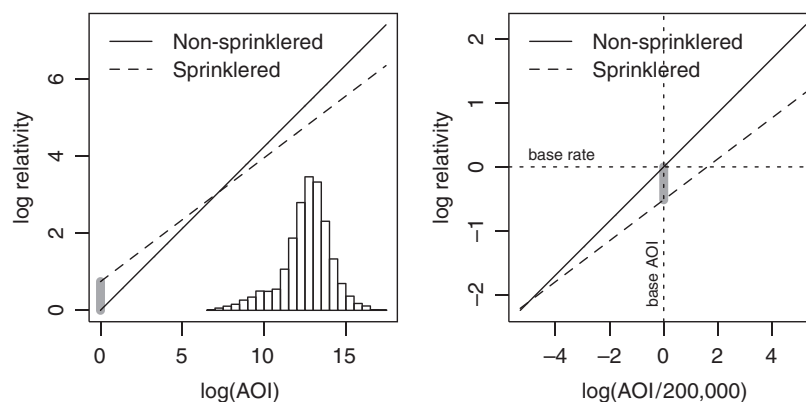 Non-sprinklered
Sprinklered
log relativity
0
2
4
6
0
5
10
15
log(AOI)
Non-sprinklered
Sprinklered
base rate
base AOI
log relativity
−2
−1
0
1
2
−4
−2
0
2
4
log(AOI/200,000)